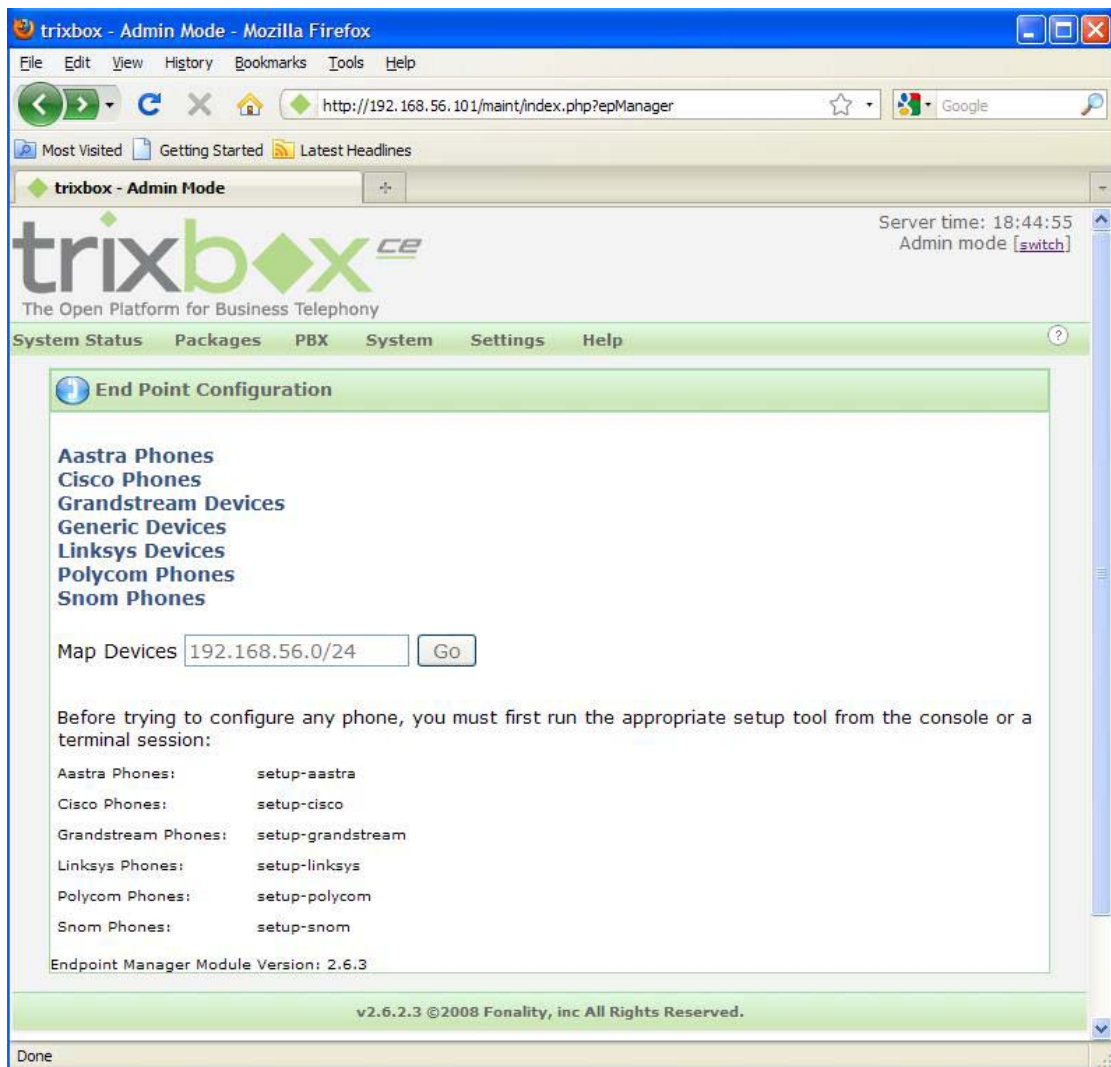 trixbox - Admin Mode - Mozilla Firefox
File Edit View History Bookmarks Tools Help
http://192.168.56.101/maint/index.php?epManager
Google
Most Visited Getting Started Latest Headlines
trixbox - Admin Mode
Server time: 18:44:55
Admin mode [switch]
trixbox CE
The Open Platform for Business Telephony
System Status Packages PBX System Settings Help ?
End Point Configuration
Aastra Phones
Cisco Phones
Grandstream Devices
Generic Devices
Linksys Devices
Polycom Phones
Snom Phones
Map Devices 192.168.56.0/24 Go
Before trying to configure any phone, you must first run the appropriate setup tool from the console or a
terminal session:
Aastra Phones: setup-aastra
Cisco Phones: setup-cisco
Grandstream Phones: setup-grandstream
Linksys Phones: setup-linksys
Polycom Phones: setup-polycom
Snom Phones: setup-snom
Endpoint Manager Module Version: 2.6.3
v2.6.2.3 ©2008 Fonality, inc All Rights Reserved.
Done